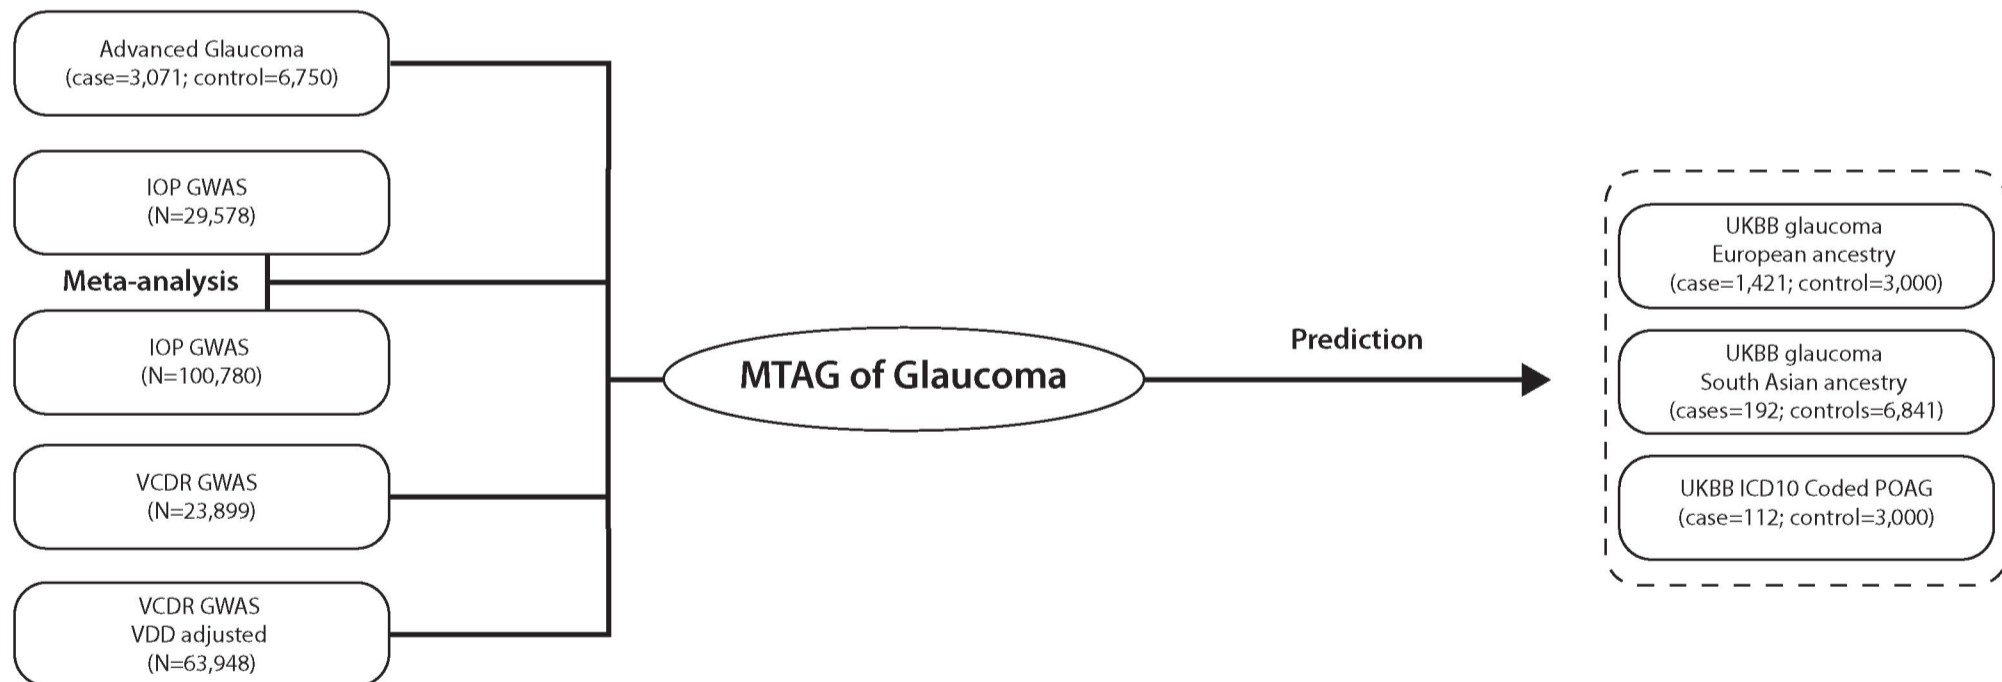 Advanced Glaucoma
(case=3,071; control=6,750)
IOP GWAS
(N=29,578)
Meta-analysis
IOP GWAS
(N=100,780)
VCDR GWAS
(N=23,899)
VCDR GWAS
VDD adjusted
(N=63,948)
MTAG of Glaucoma
Prediction
UKBB glaucoma
European ancestry
(case=1,421; control=3,000)
UKBB glaucoma
South Asian ancestry
(cases=192; controls=6,841)
UKBB ICD10 Coded POAG
(case=112; control=3,000)